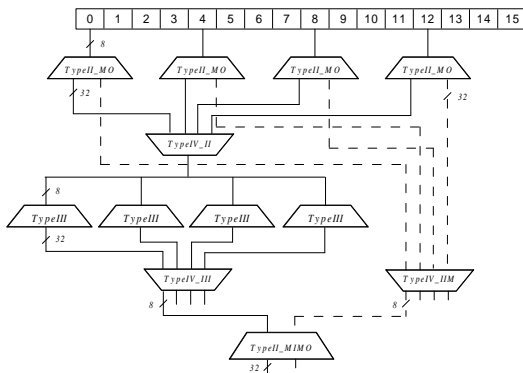 0 1 2 3 4 5 6 7 8 9 10 11 12 13 14 15
8
TypeII_MO TypeII_MO TypeII_MO TypeII_MO
32 32
TypeIV_II
8
TypeIII TypeIII TypeIII TypeIII
32
TypeIV_III TypeIV_IIM
8 8
TypeII_MIMO
32